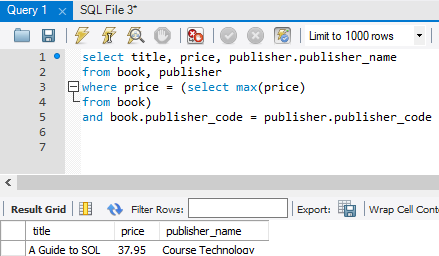 Query 1
SQL File 3*
Limit to 1000 rows
1 select title, price, publisher.publisher_name
2 from book, publisher
3 where price = (select max(price)
4 from book)
5 and book.publisher_code = publisher.publisher_code
6
7
Result Grid Filter Rows: Export: Wrap Cell Cont
title price publisher_name
A Guide to SQL 37.95 Course Technology